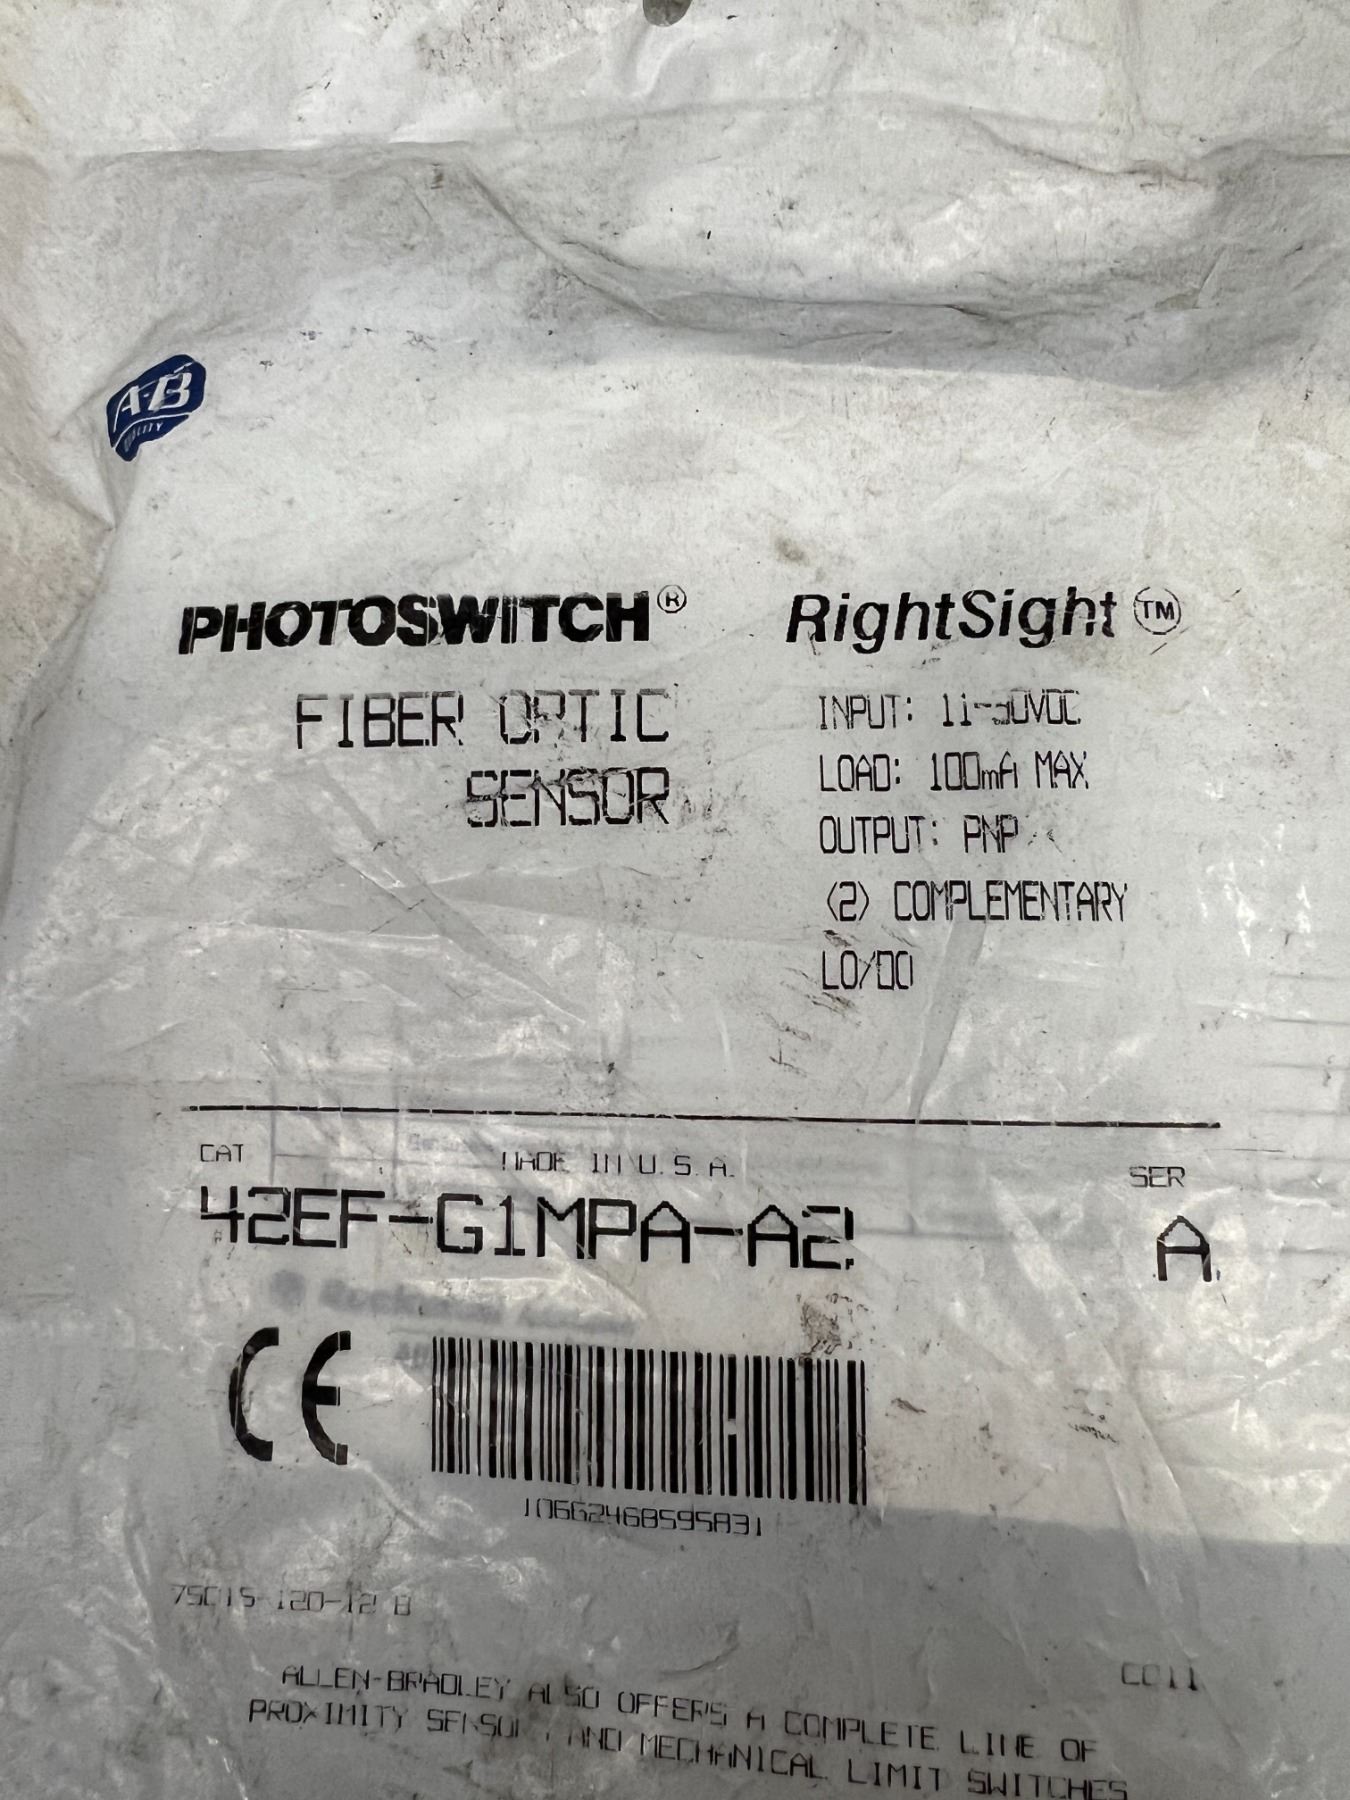 A-B
QUALITY
PHOTOSWITCH® RightSight™
FIBER OPTIC
SENSOR
INPUT: 11-30VDC
LOAD: 100mA MAX
OUTPUT: PNP
(2) COMPLEMENTARY
LO/DO
CAT MADE IN U.S.A. SER
42EF-G1MPA-A2 A
CE
10662468595831
75015-120-12 B
CO11
ALLEN-BRADLEY ALSO OFFERS A COMPLETE LINE OF
PROXIMITY SENSORS, AND MECHANICAL LIMIT SWITCHES